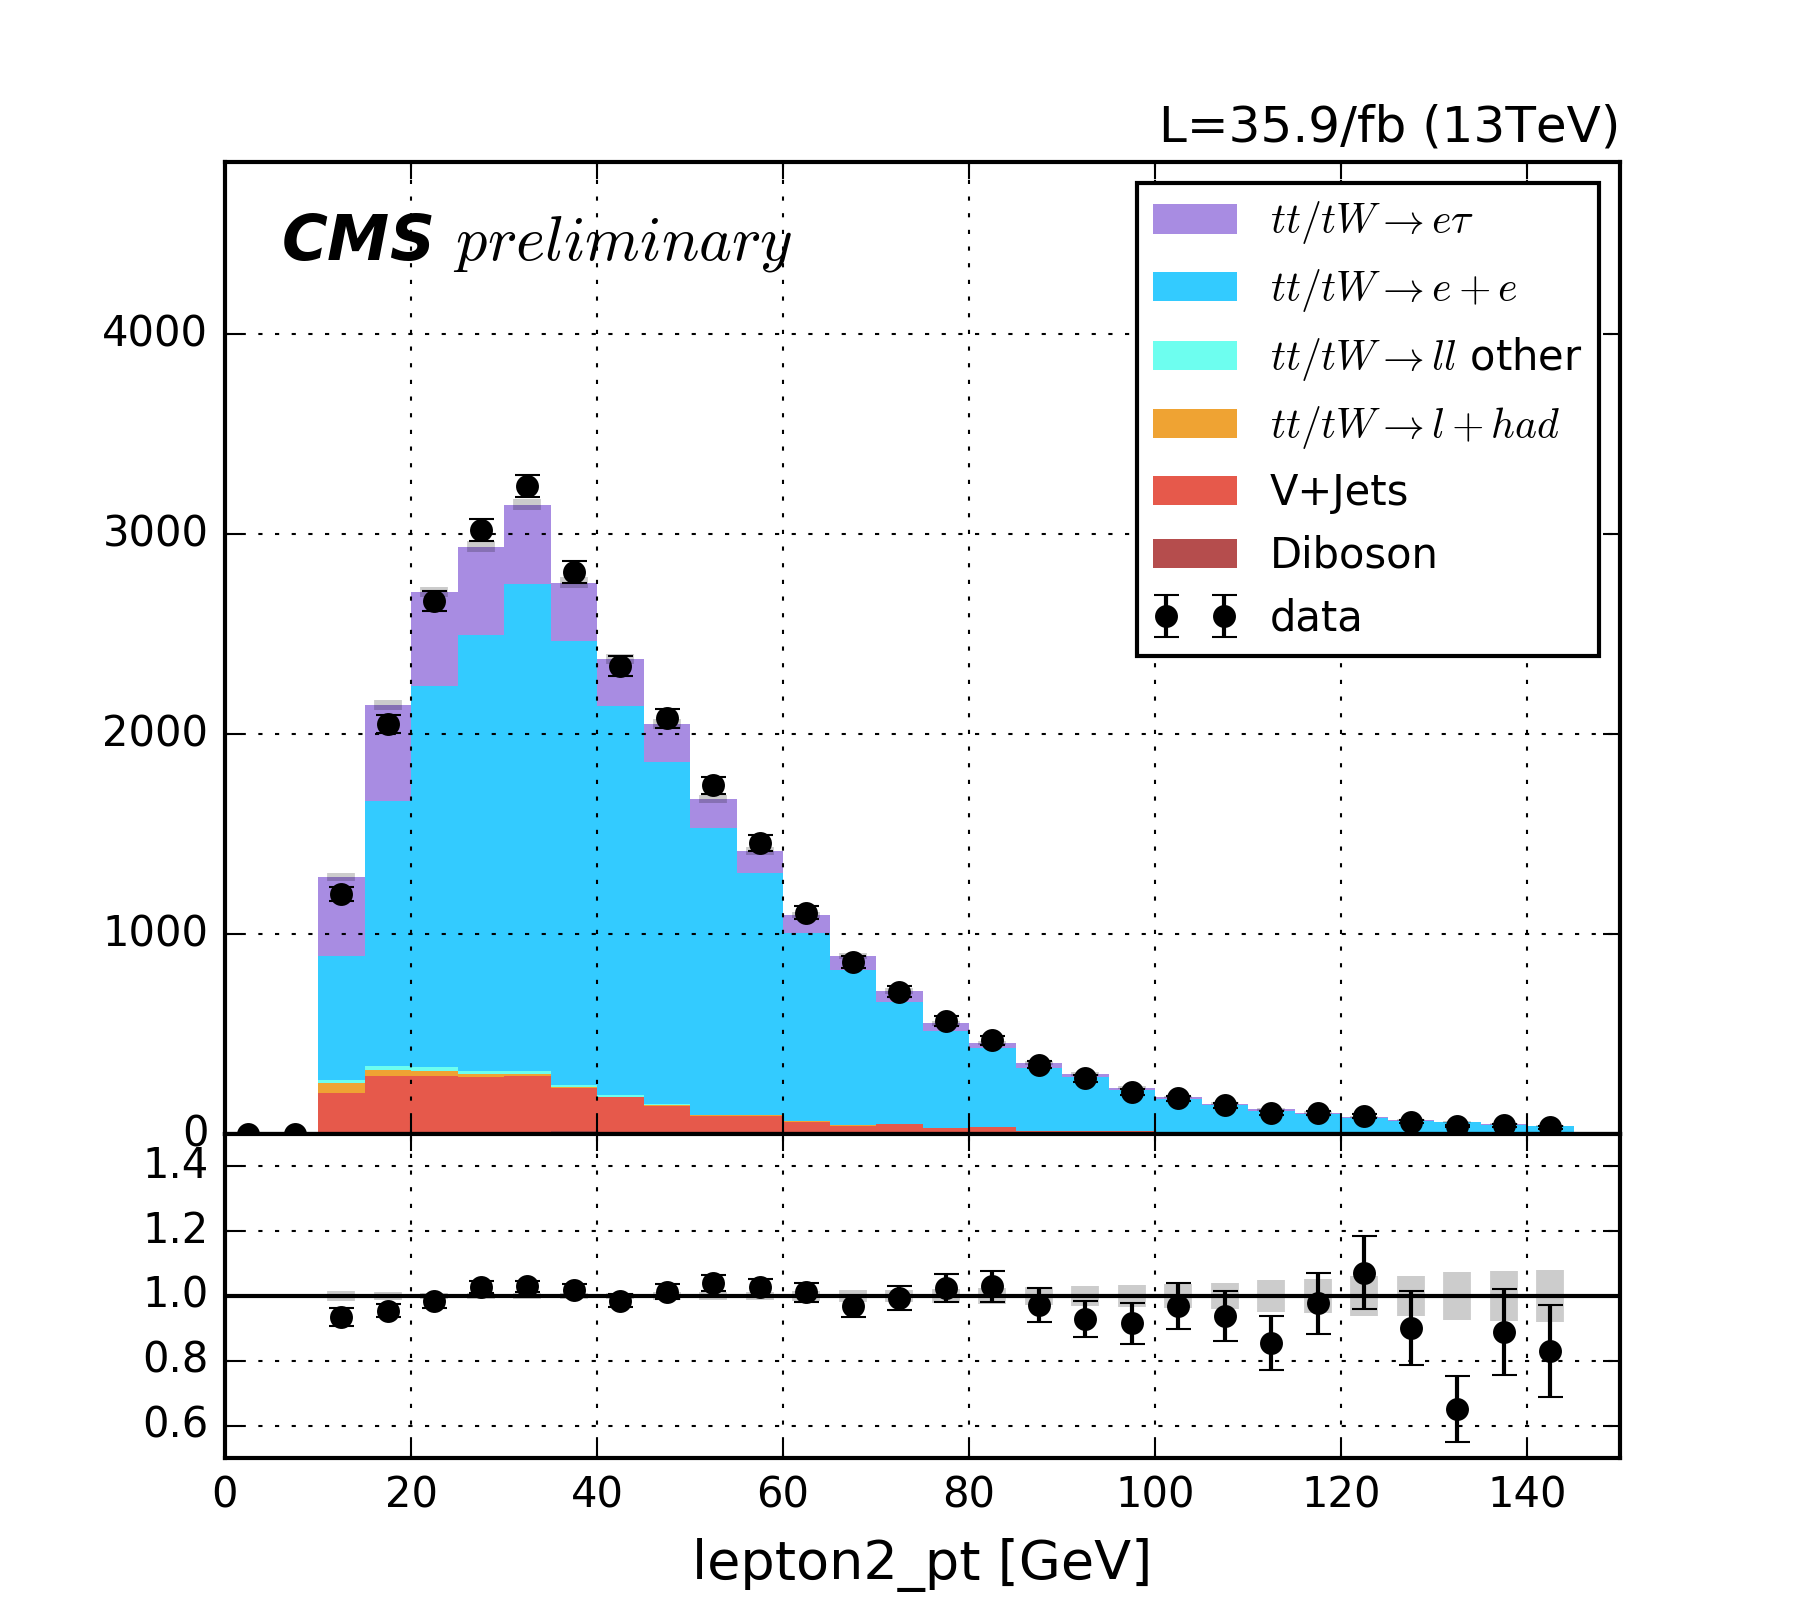 L=35.9/fb (13TeV)
CMS preliminary
tt/tW → eτ
tt/tW → e + e
tt/tW → ll other
tt/tW → l + had
V+Jets
Diboson
data
4000
3000
2000
1000
0
1.4
1.2
1.0
0.8
0.6
0 20 40 60 80 100 120 140
lepton2_pt [GeV]